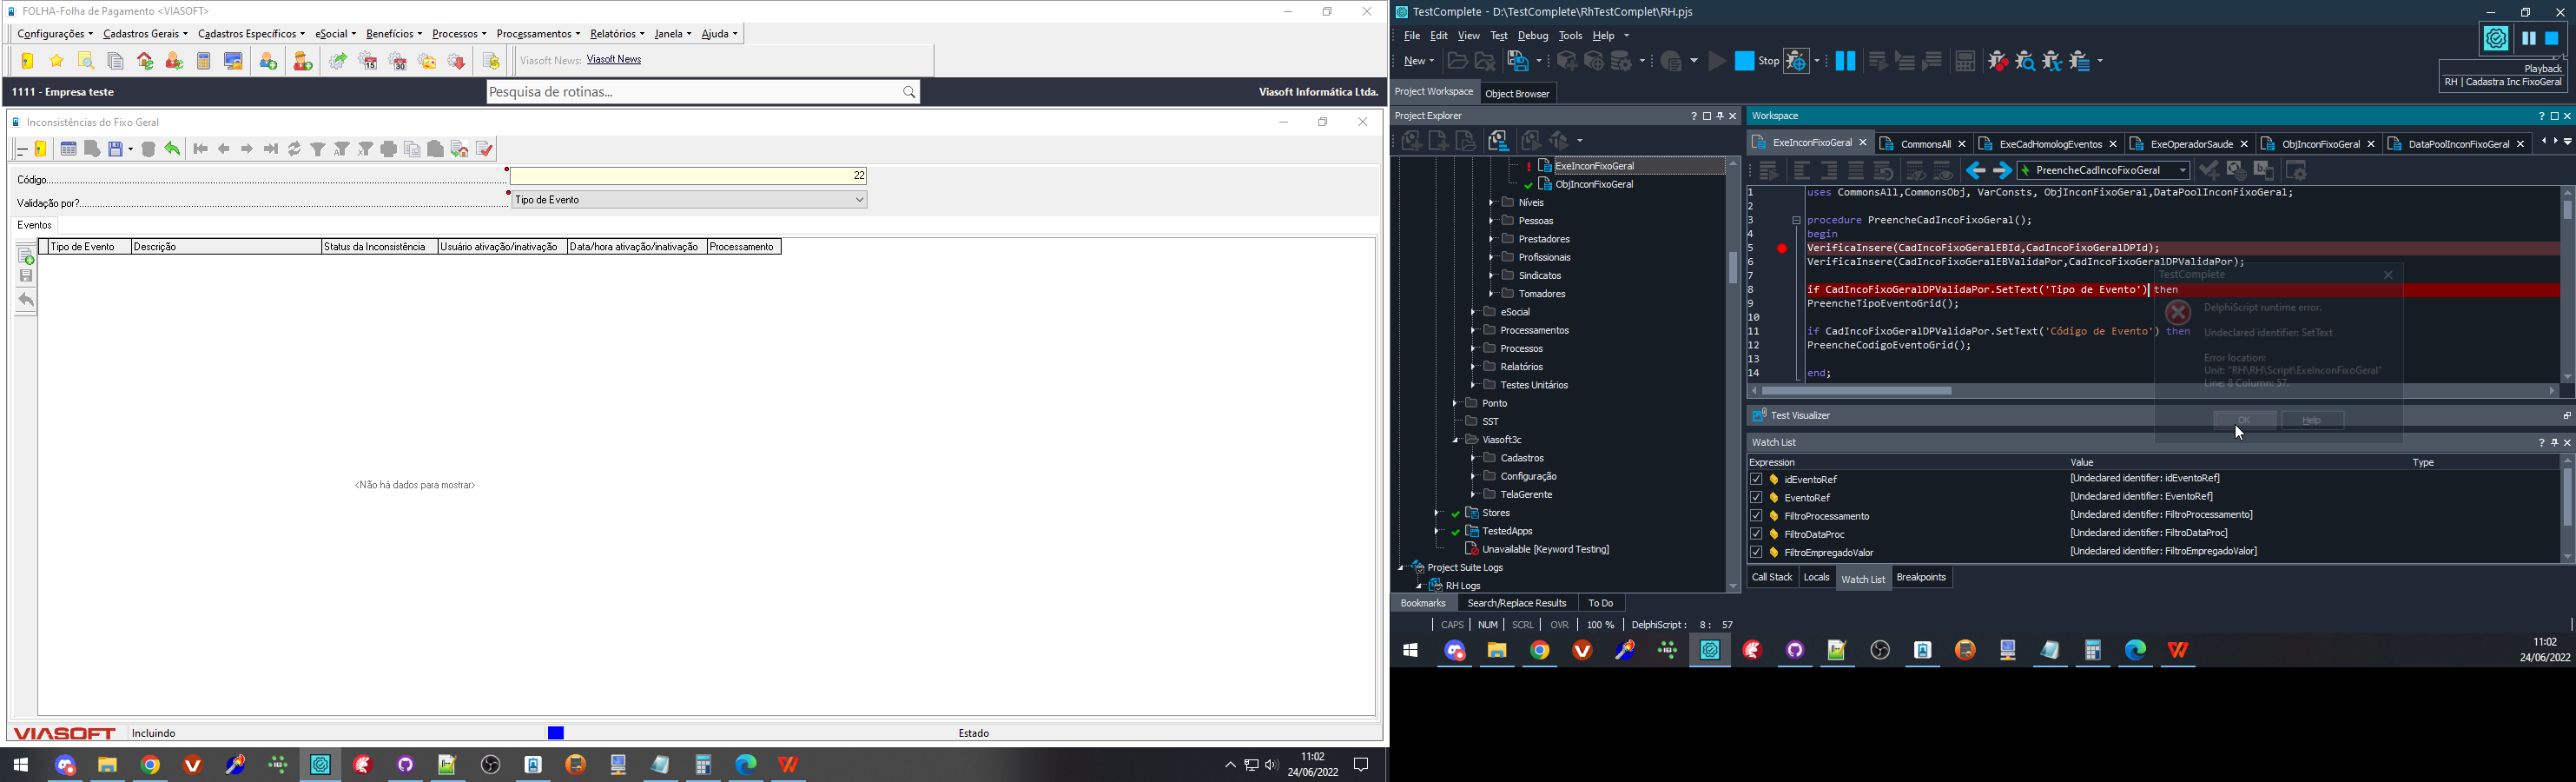 FOLHA-Folha de Pagamento <VIASOFT>
Configurações Cadastros Gerais Cadastros Específicos eSocial Benefícios Processos Processamentos Relatórios Janela Ajuda
15 30 Viasoft News: Viasoft News
1111 - Empresa teste Pesquisa de rotinas... Viasoft Informática Ltda.
Inconsistências do Fixo Geral
Código 22
Validação por? Tipo de Evento
Eventos
Tipo de Evento Descrição Status da Inconsistência Usuário ativação/inativação Data/hora ativação/inativação Processamento
<Não há dados para mostrar>
VIASOFT Incluindo Estado
11:02
24/06/2022
TestComplete - D:\TestComplete\RhTestComplet\RH.pjs
File Edit View Test Debug Tools Help
New Stop
Playback
RH | Cadastra Inc FixoGeral
Project Workspace Object Browser
Project Explorer
ExeInconFixoGeral
ObjInconFixoGeral
Níveis
Pessoas
Prestadores
Profissionais
Sindicatos
Tomadores
eSocial
Processamentos
Processos
Relatórios
Testes Unitários
Ponto
SST
Viasoft3c
Cadastros
Configuração
TelaGerente
Stores
TestedApps
Unavailable [Keyword Testing]
Project Suite Logs
RH Logs
Bookmarks Search/Replace Results To Do
Workspace
ExeInconFixoGeral CommonsAll ExeCadHomologEventos ExeOperadorSaude ObjInconFixoGeral DataPoolInconFixoGeral
PreencheCadIncoFixoGeral
1 uses CommonsAll,CommonsObj, VarConsts, ObjInconFixoGeral,DataPoolInconFixoGeral;
2
3 procedure PreencheCadIncoFixoGeral();
4 begin
5 VerificaInsere(CadIncoFixoGeralEBId,CadIncoFixoGeralDPId);
6 VerificaInsere(CadIncoFixoGeralEBValidaPor,CadIncoFixoGeralDPValidaPor);
7
8 if CadIncoFixoGeralDPValidaPor.SetText('Tipo de Evento') then
9 PreencheTipoEventoGrid();
10
11 if CadIncoFixoGeralDPValidaPor.SetText('Código de Evento') then
12 PreencheCodigoEventoGrid();
13
14 end;
TestComplete
DelphiScript runtime error.
Undeclared identifier: SetText
Error location:
Unit: "RH\RH\Script\ExeInconFixoGeral"
Line: 8 Column: 57.
OK Help
Test Visualizer
Watch List
Expression Value Type
idEventoRef [Undeclared identifier: idEventoRef]
EventoRef [Undeclared identifier: EventoRef]
FiltroProcessamento [Undeclared identifier: FiltroProcessamento]
FiltroDataProc [Undeclared identifier: FiltroDataProc]
FiltroEmpregadoValor [Undeclared identifier: FiltroEmpregadoValor]
Call Stack Locals Watch List Breakpoints
CAPS NUM SCRL OVR 100 % DelphiScript : 8 : 57
11:02
24/06/2022